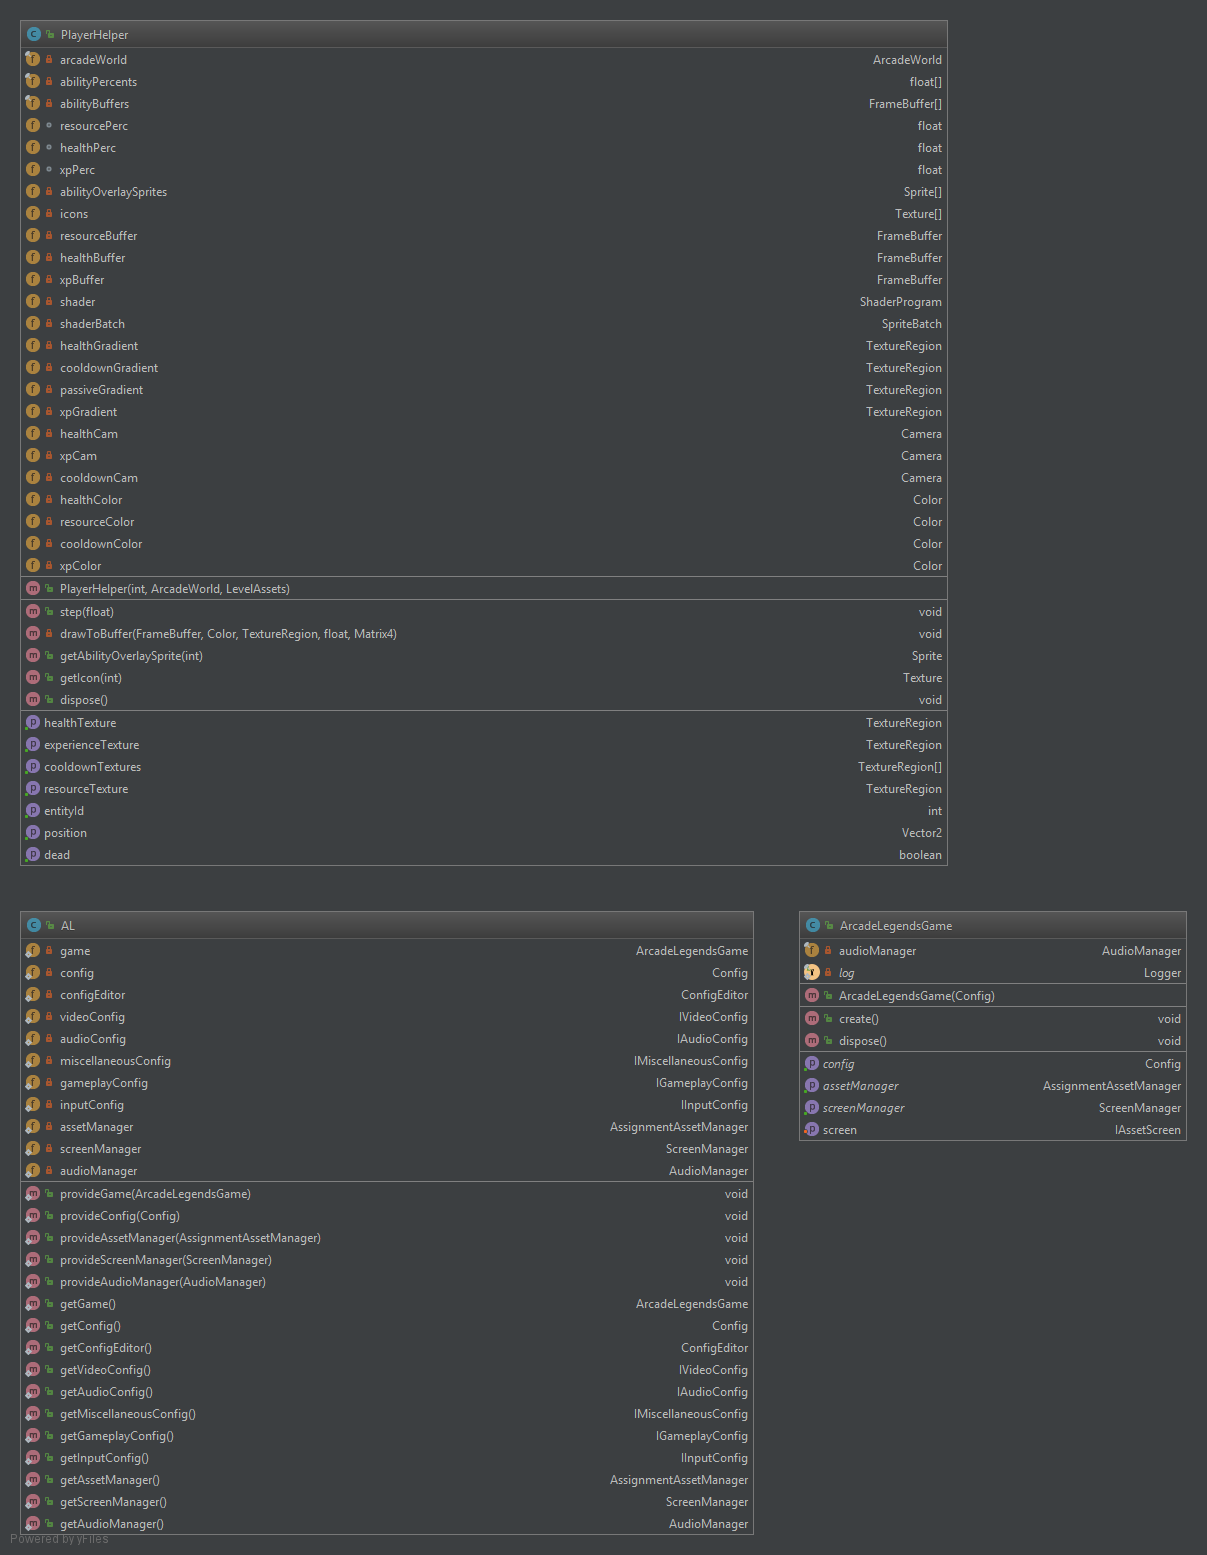 PlayerHelper
arcadeWorld ArcadeWorld
abilityPercents float[]
abilityBuffers FrameBuffer[]
resourcePerc float
healthPerc float
xpPerc float
abilityOverlaySprites Sprite[]
icons Texture[]
resourceBuffer FrameBuffer
healthBuffer FrameBuffer
xpBuffer FrameBuffer
shader ShaderProgram
shaderBatch SpriteBatch
healthGradient TextureRegion
cooldownGradient TextureRegion
passiveGradient TextureRegion
xpGradient TextureRegion
healthCam Camera
xpCam Camera
cooldownCam Camera
healthColor Color
resourceColor Color
cooldownColor Color
xpColor Color
PlayerHelper(int, ArcadeWorld, LevelAssets)
step(float) void
drawToBuffer(FrameBuffer, Color, TextureRegion, float, Matrix4) void
getAbilityOverlaySprite(int) Sprite
getIcon(int) Texture
dispose() void
healthTexture TextureRegion
experienceTexture TextureRegion
cooldownTextures TextureRegion[]
resourceTexture TextureRegion
entityId int
position Vector2
dead boolean
AL
game ArcadeLegendsGame
config Config
configEditor ConfigEditor
videoConfig IVideoConfig
audioConfig IAudioConfig
miscellaneousConfig IMiscellaneousConfig
gameplayConfig IGameplayConfig
inputConfig IInputConfig
assetManager AssignmentAssetManager
screenManager ScreenManager
audioManager AudioManager
provideGame(ArcadeLegendsGame) void
provideConfig(Config) void
provideAssetManager(AssignmentAssetManager) void
provideScreenManager(ScreenManager) void
provideAudioManager(AudioManager) void
getGame() ArcadeLegendsGame
getConfig() Config
getConfigEditor() ConfigEditor
getVideoConfig() IVideoConfig
getAudioConfig() IAudioConfig
getMiscellaneousConfig() IMiscellaneousConfig
getGameplayConfig() IGameplayConfig
getInputConfig() IInputConfig
getAssetManager() AssignmentAssetManager
getScreenManager() ScreenManager
getAudioManager() AudioManager
ArcadeLegendsGame
audioManager AudioManager
log Logger
ArcadeLegendsGame(Config)
create() void
dispose() void
config Config
assetManager AssignmentAssetManager
screenManager ScreenManager
screen IAssetScreen
Powered by yFiles